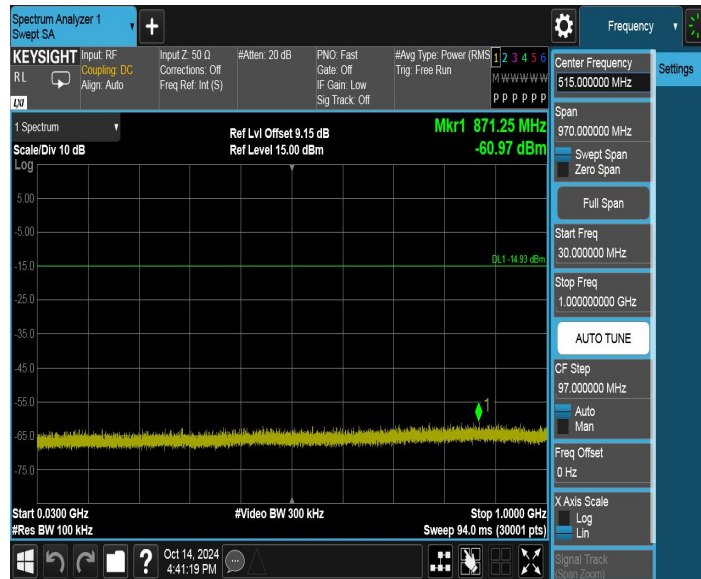 Spectrum Analyzer 1
Swept SA
+
Frequency
KEYSIGHT
RL
LXI
Input: RF
Coupling: DC
Align: Auto
Input Z: 50 Ω
Corrections: Off
Freq Ref: Int (S)
#Atten: 20 dB
PNO: Fast
Gate: Off
IF Gain: Low
Sig Track: Off
#Avg Type: Power (RMS
Trig: Free Run
1 2 3 4 5 6
M W W W W W
P P P P P P
Settings
1 Spectrum
Scale/Div 10 dB
Log
Ref Lvl Offset 9.15 dB
Ref Level 15.00 dBm
Mkr1 871.25 MHz
-60.97 dBm
5.00
-5.00
-15.0
-25.0
-35.0
-45.0
-55.0
-65.0
-75.0
DL1 -14.93 dBm
1
Start 0.0300 GHz
#Res BW 100 kHz
#Video BW 300 kHz
Stop 1.0000 GHz
Sweep 94.0 ms (30001 pts)
Center Frequency
515.000000 MHz
Span
970.000000 MHz
Swept Span
Zero Span
Full Span
Start Freq
30.000000 MHz
Stop Freq
1.000000000 GHz
AUTO TUNE
CF Step
97.000000 MHz
Auto
Man
Freq Offset
0 Hz
X Axis Scale
Log
Lin
Signal Track
(Span Zoom)
?
Oct 14, 2024
4:41:19 PM